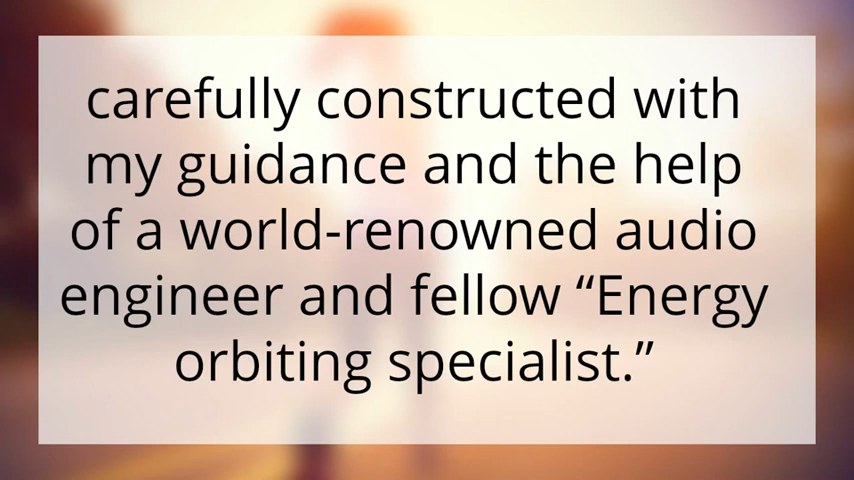 carefully constructed with
my guidance and the help
of a world-renowned audio
engineer and fellow “Energy
orbiting specialist.”